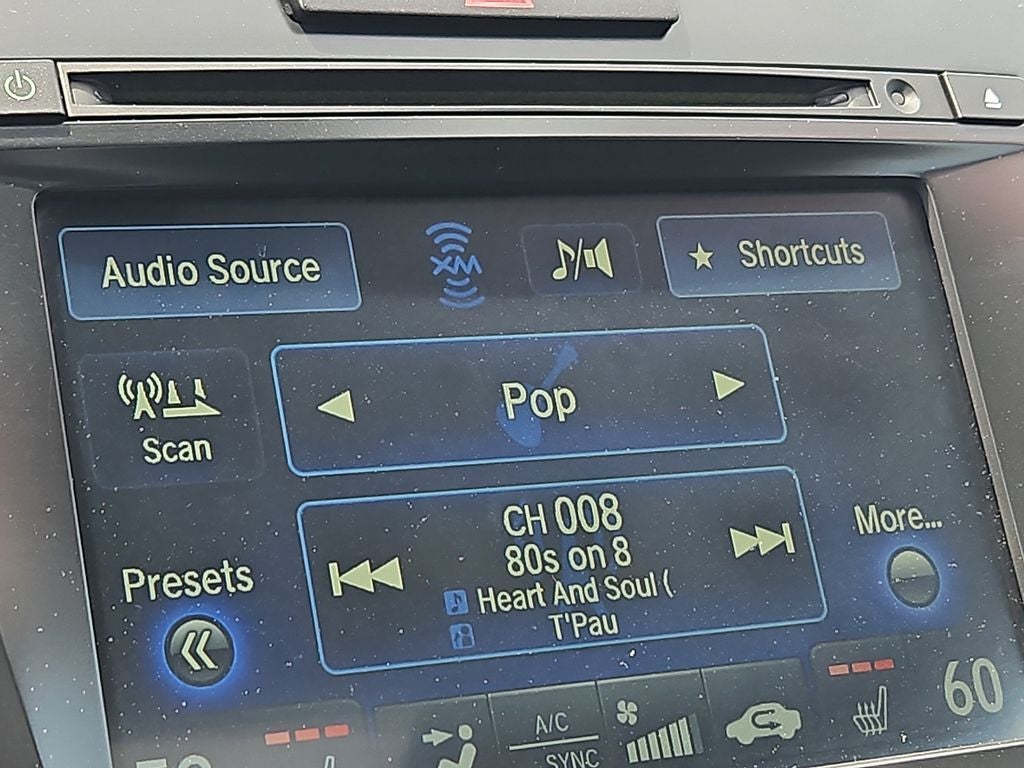 Audio Source
XM
Shortcuts
Pop
Scan
CH 008
80s on 8
Heart And Soul (
T'Pau
More...
Presets
A/C
SYNC
60